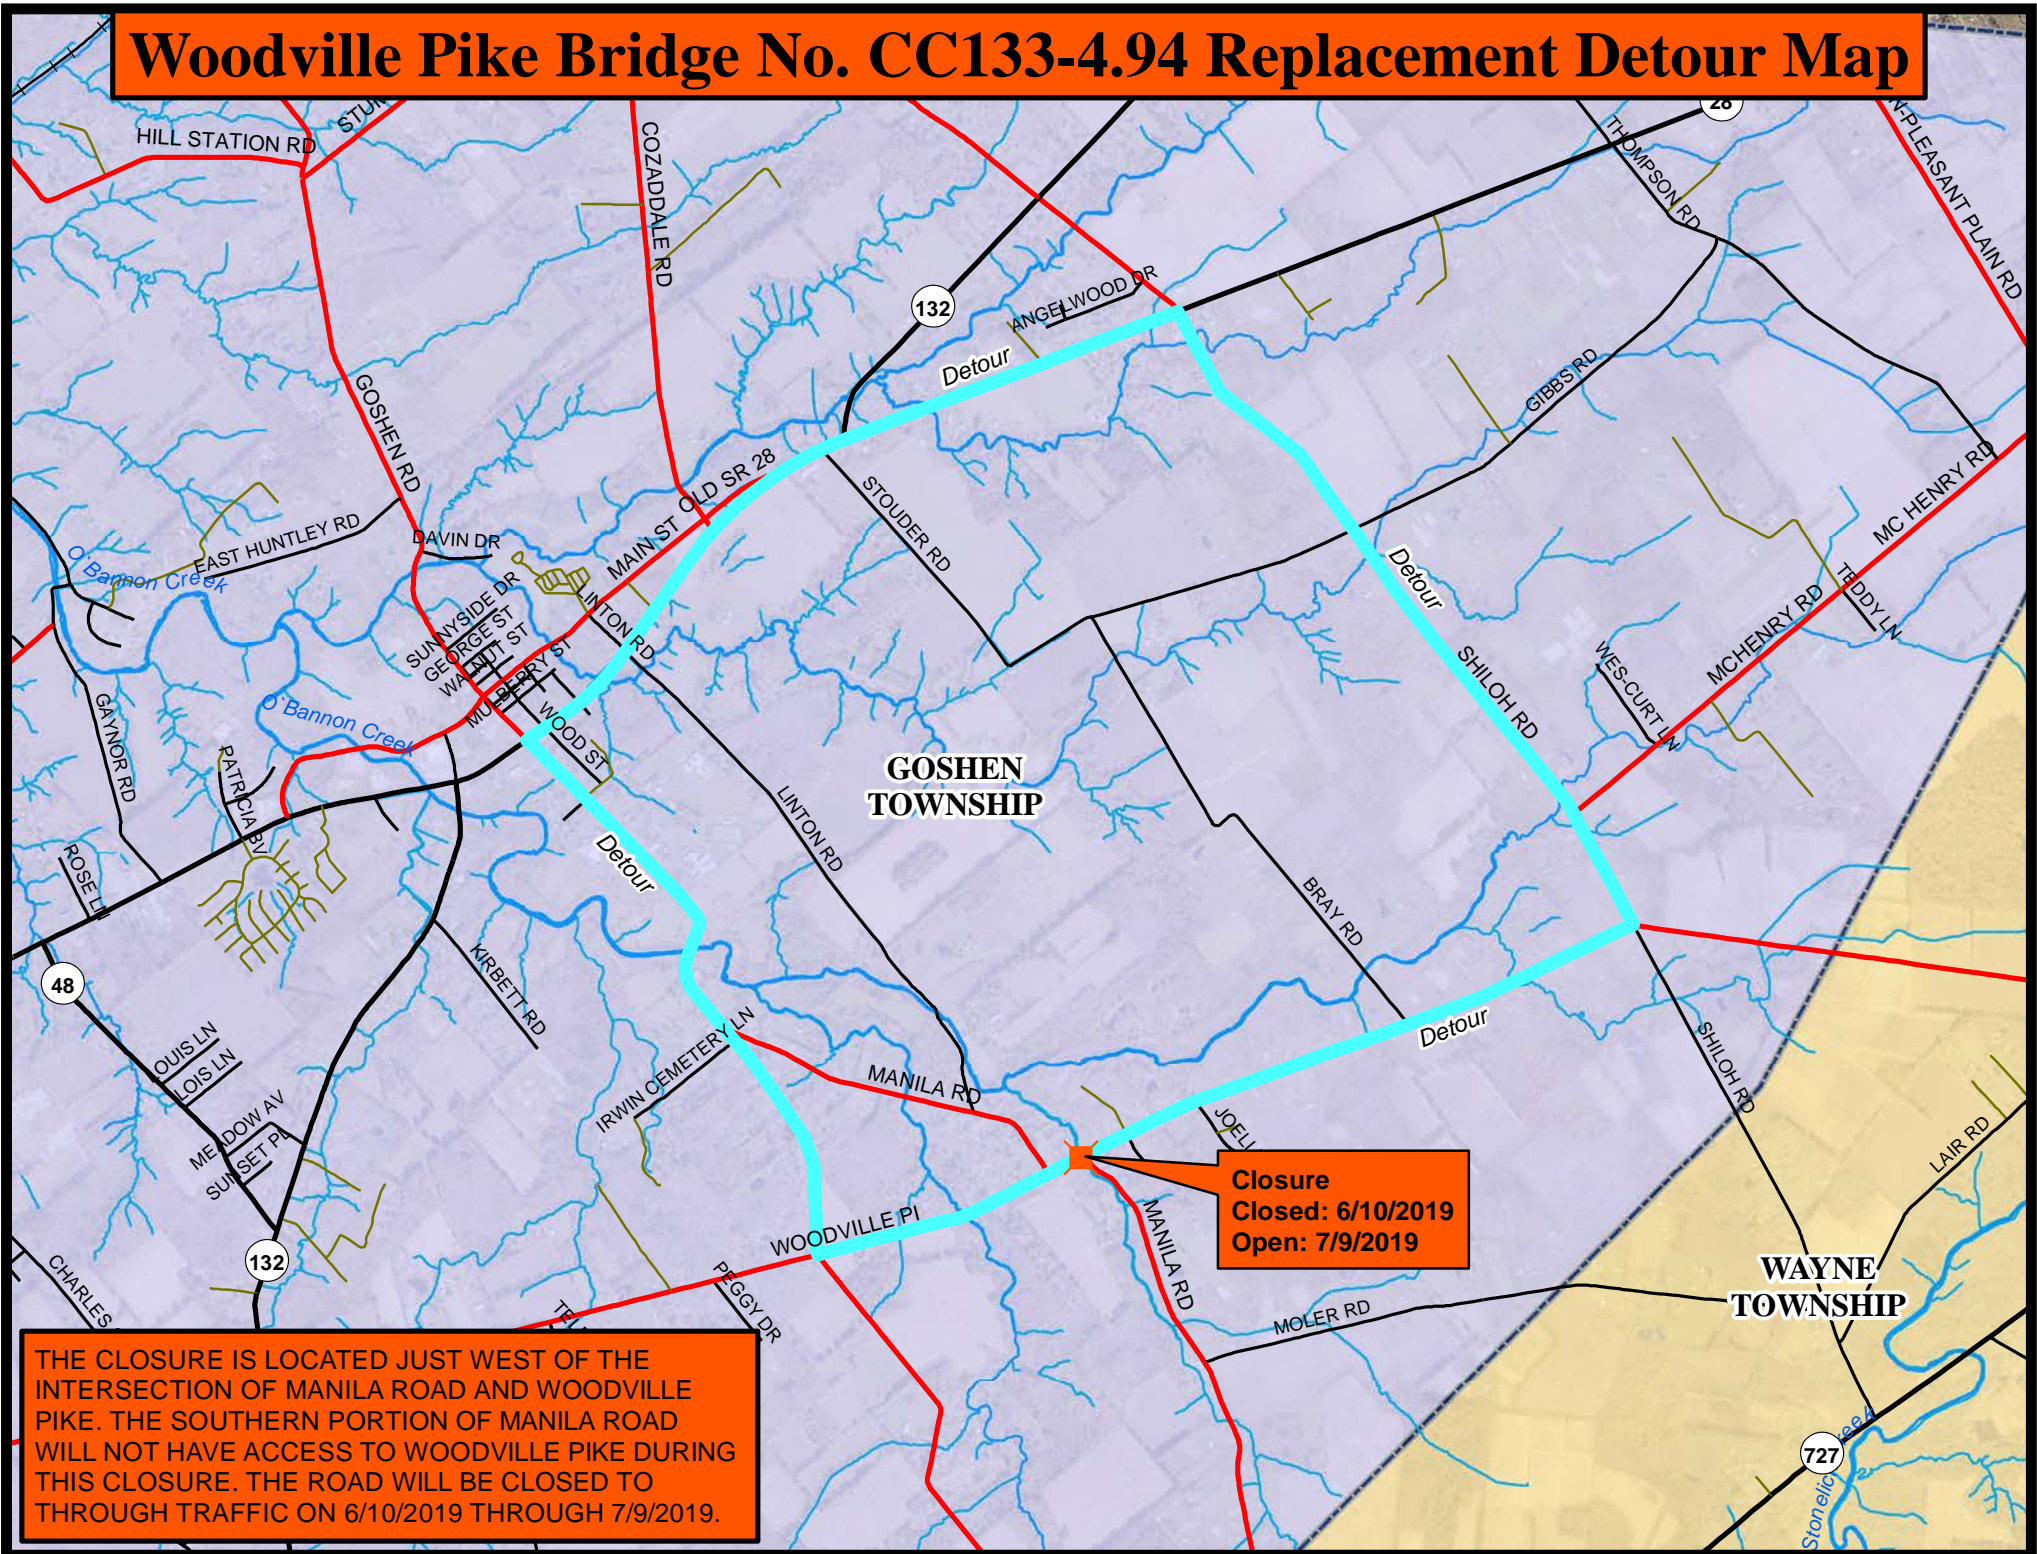 Woodville Pike Bridge No. CC133-4.94 Replacement Detour Map
28
HILL STATION RD
COZADDALE RD
THOMPSON RD
N-PLEASANT PLAIN RD
132
ANGELWOOD DR
Detour
GOSHEN RD
GIBBS RD
OLD SR 28
MAIN ST
STOUDER RD
MC HENRY RD
EAST HUNTLEY RD
DAVIN DR
O'Bannon Creek
Detour
TEDDY LN
SUNNYSIDE DR
GEORGE ST
WALNUT ST
MULBERRY ST
LINTON RD
SHILOH RD
MCHENRY RD
WES-CURT LN
O'Bannon Creek
GAYNOR RD
WOOD ST
PATRICIA BV
GOSHEN
TOWNSHIP
LINTON RD
Detour
ROSE LN
BRAY RD
48
KIRBETT RD
Detour
LOUIS LN
LOIS LN
IRWIN CEMETERY LN
MANILA RD
SHILOH RD
MEADOW AV
SUNSET PL
LAIR RD
Closure
Closed: 6/10/2019
Open: 7/9/2019
WOODVILLE PI
MANILA RD
132
CHARLES
PEGGY DR
WAYNE
TOWNSHIP
MOLER RD
THE CLOSURE IS LOCATED JUST WEST OF THE
INTERSECTION OF MANILA ROAD AND WOODVILLE
PIKE. THE SOUTHERN PORTION OF MANILA ROAD
WILL NOT HAVE ACCESS TO WOODVILLE PIKE DURING
THIS CLOSURE. THE ROAD WILL BE CLOSED TO
THROUGH TRAFFIC ON 6/10/2019 THROUGH 7/9/2019.
727